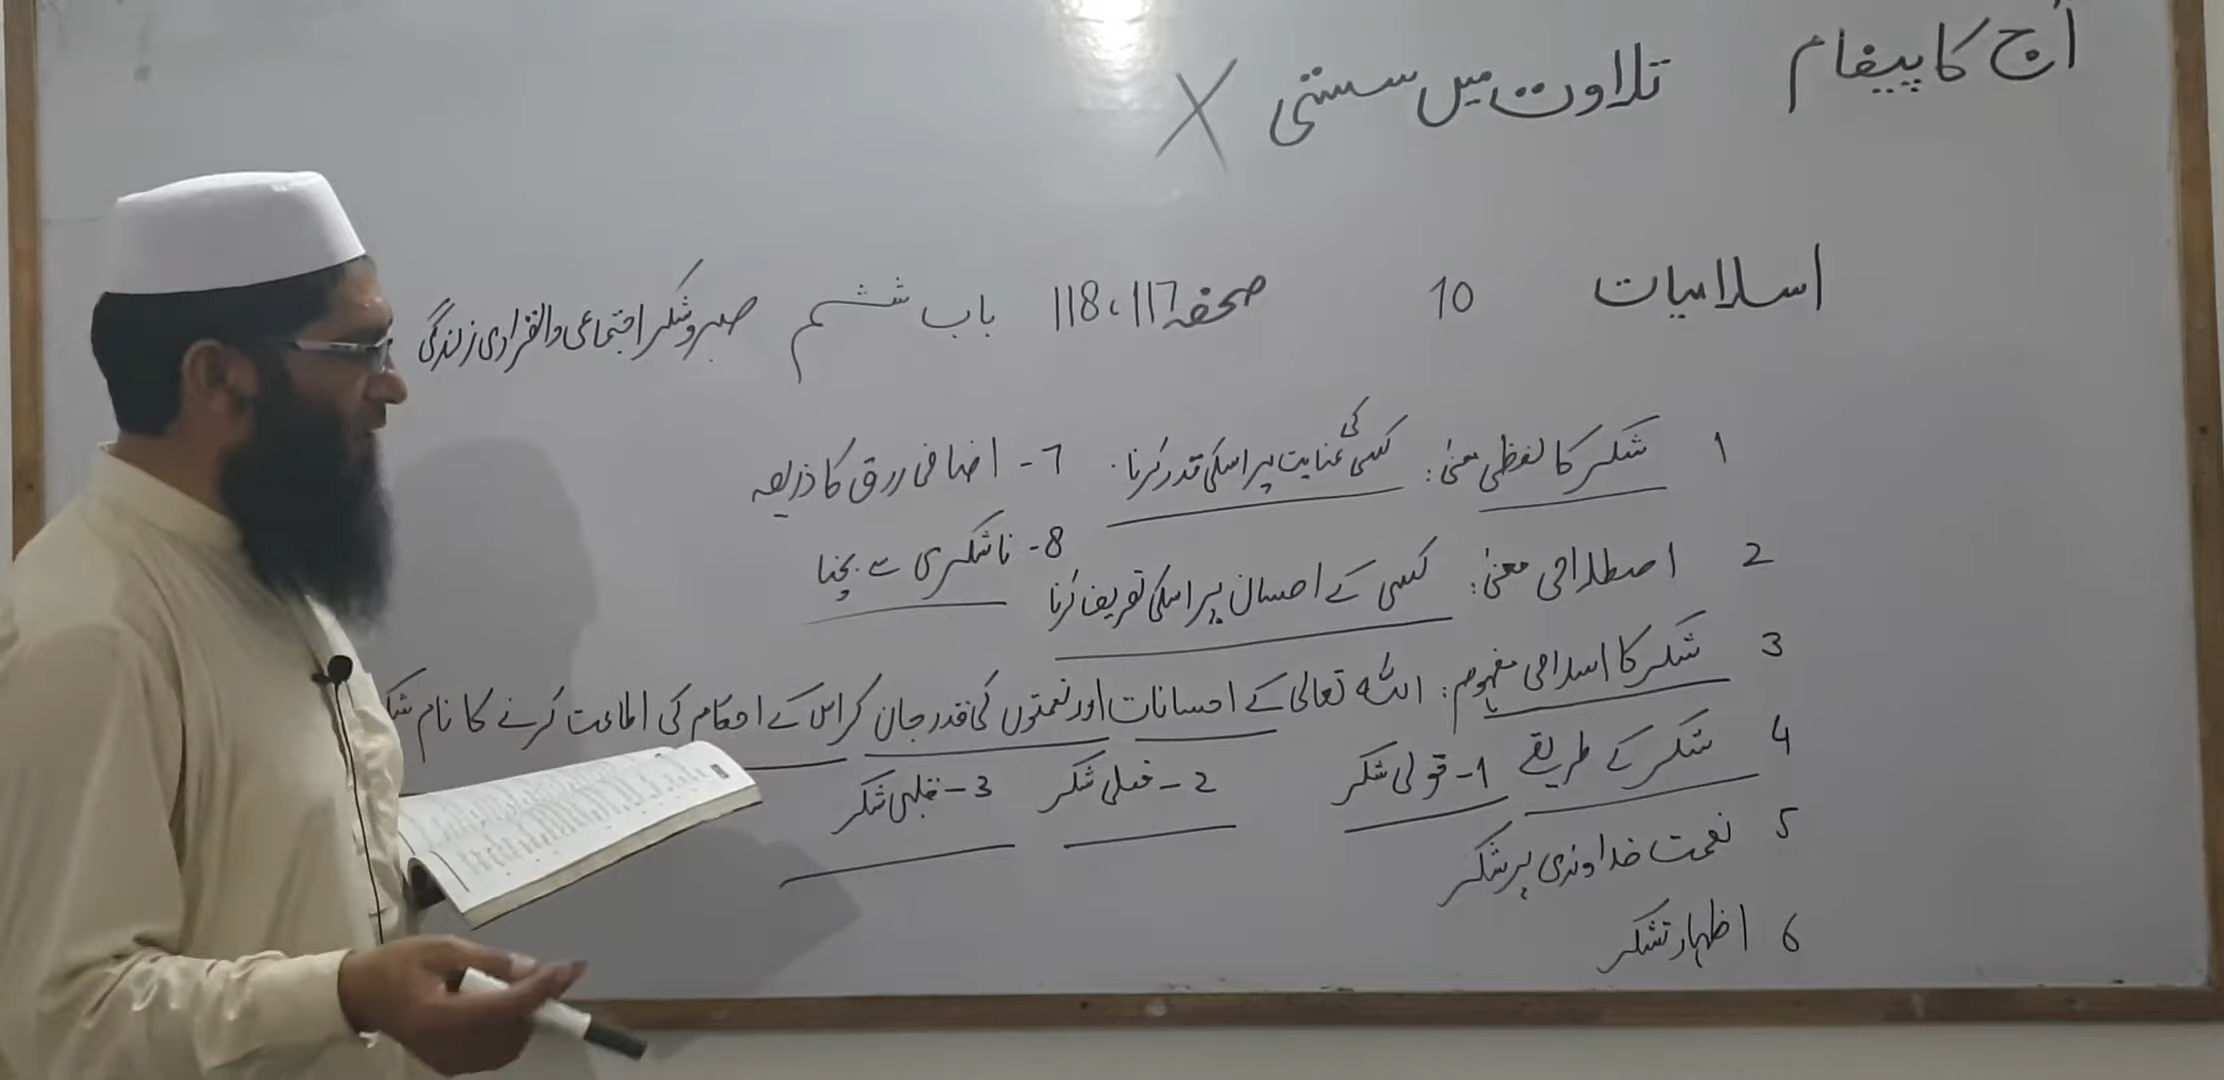 آج کا پیغام تلاوت میں سستی X
اسلامیات 10 صحفہ 117، 118 باب ششم صبر و شکر اجتماعی و انفرادی زندگی
1 شکر کا لفظی معنیٰ: کسی کی عنایت پر اسکی قدر کرنا۔
7- اضافی رزق کا ذریعہ
8- ناشکری سے بچنا
2 اصطلاحی معنیٰ: کسی کے احسان پر اسکی تعریف کرنا
3 شکر کا اسلامی مفہوم: اللہ تعالیٰ کے احسانات اور نعمتوں کی قدر جان کر اس کے احکام کی اطاعت کرنے کا نام
4 شکر کے طریقے 1- قولی شکر 2- فعلی شکر 3- قلبی شکر
5 نعمت خداوندی پر شکر
6 اظہار تشکر